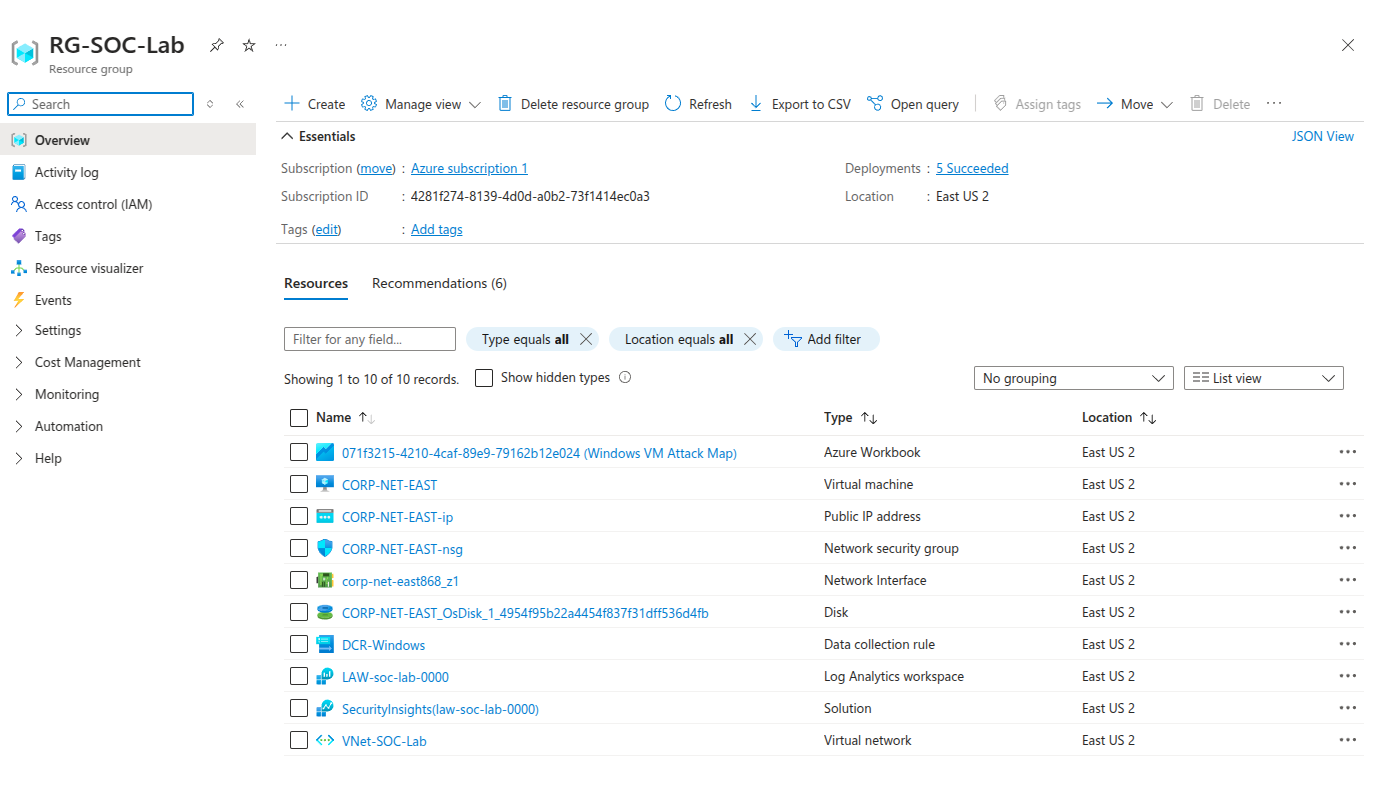 RG-SOC-Lab
Resource group
Search
Overview
Activity log
Access control (IAM)
Tags
Resource visualizer
Events
Settings
Cost Management
Monitoring
Automation
Help
Create Manage view Delete resource group Refresh Export to CSV Open query Assign tags Move Delete
Essentials JSON View
Subscription (move) : Azure subscription 1 Deployments : 5 Succeeded
Subscription ID : 4281f274-8139-4d0d-a0b2-73f1414ec0a3 Location : East US 2
Tags (edit) : Add tags
Resources Recommendations (6)
Filter for any field... Type equals all Location equals all Add filter
Showing 1 to 10 of 10 records. Show hidden types No grouping List view
Name Type Location
071f3215-4210-4caf-89e9-79162b12e024 (Windows VM Attack Map) Azure Workbook East US 2
CORP-NET-EAST Virtual machine East US 2
CORP-NET-EAST-ip Public IP address East US 2
CORP-NET-EAST-nsg Network security group East US 2
corp-net-east868_z1 Network Interface East US 2
CORP-NET-EAST_OsDisk_1_4954f95b22a4454f837f31dff536d4fb Disk East US 2
DCR-Windows Data collection rule East US 2
LAW-soc-lab-0000 Log Analytics workspace East US 2
SecurityInsights(law-soc-lab-0000) Solution East US 2
VNet-SOC-Lab Virtual network East US 2